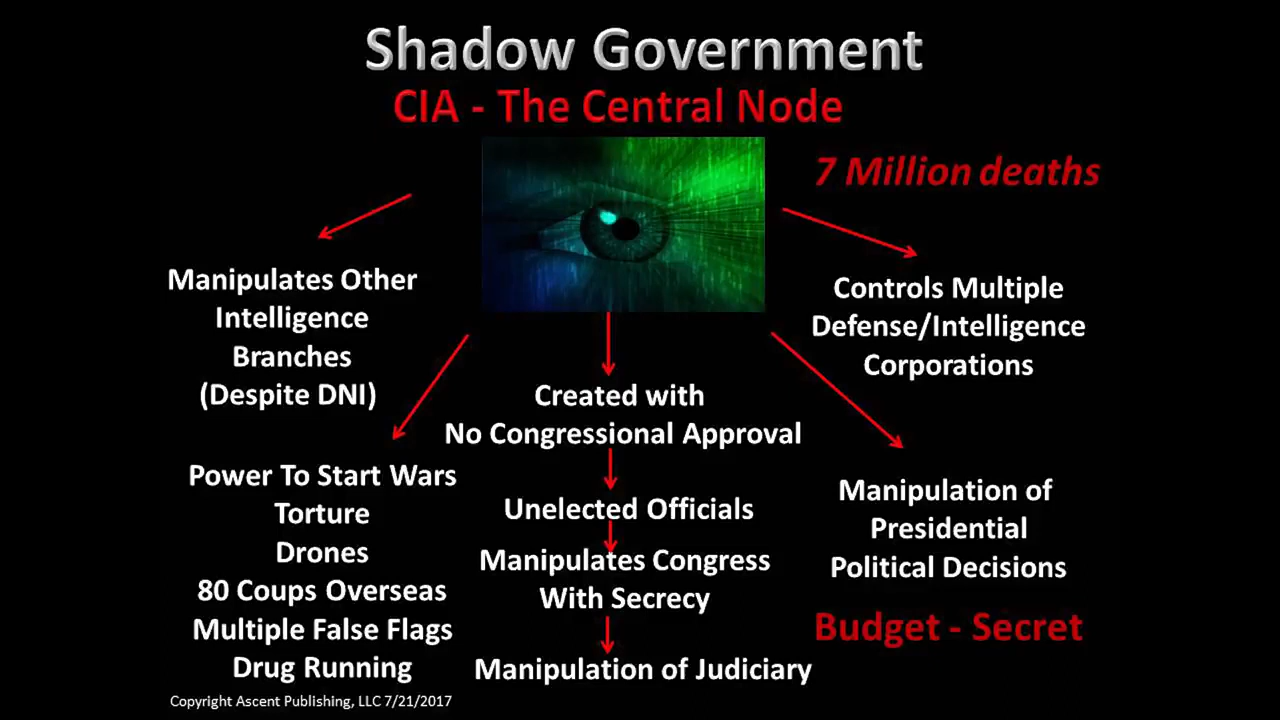 Shadow Government
CIA - The Central Node
7 Million deaths
Manipulates Other
Intelligence
Branches
(Despite DNI)
Controls Multiple
Defense/Intelligence
Corporations
Power To Start Wars
Torture
Drones
80 Coups Overseas
Multiple False Flags
Drug Running
Created with
No Congressional Approval
Unelected Officials
Manipulates Congress
With Secrecy
Manipulation of Judiciary
Manipulation of
Presidential
Political Decisions
Budget - Secret
Copyright Ascent Publishing, LLC 7/21/2017